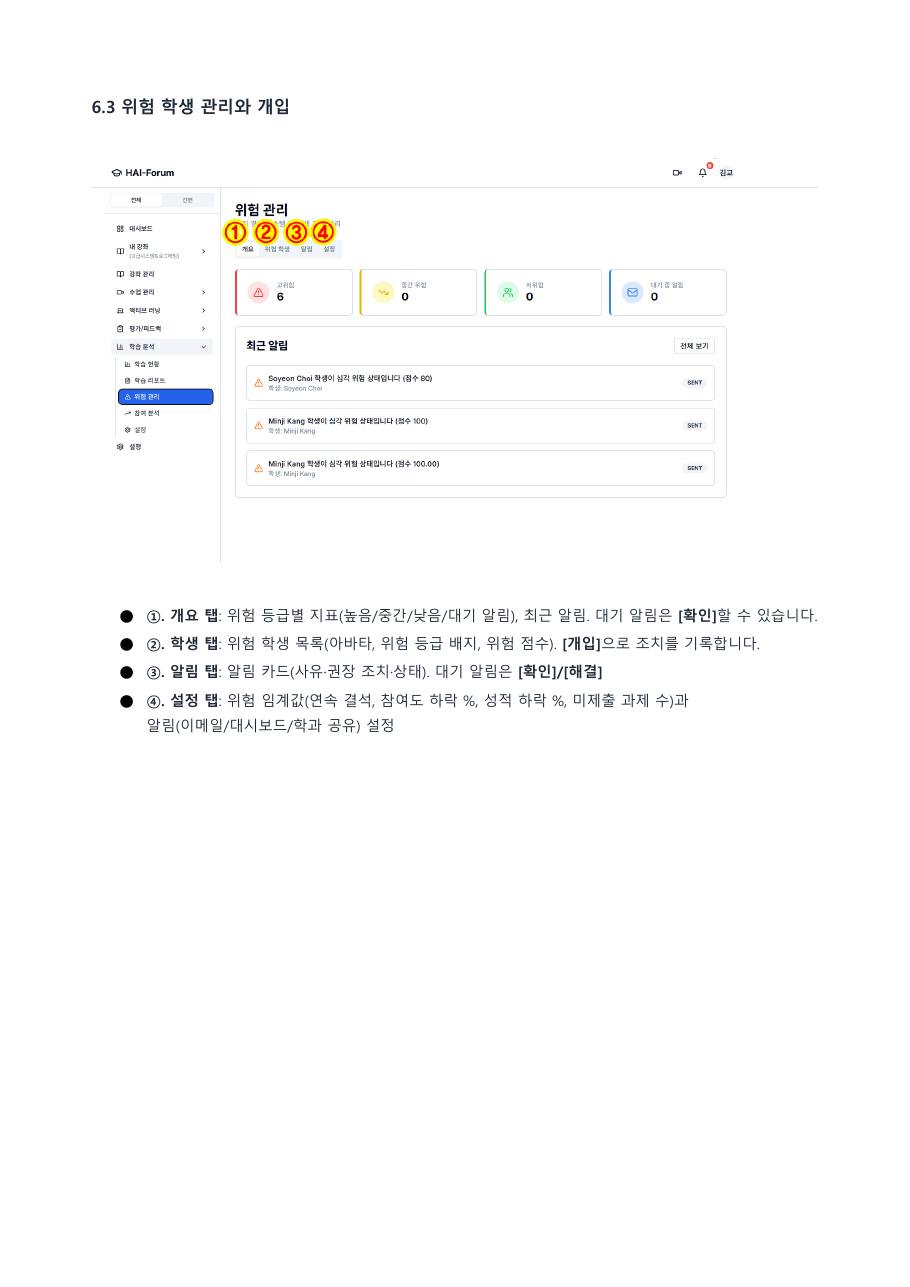 6.3 위험 학생 관리와 개입
HAI-Forum
김교
전체
간편
대시보드
내 강좌
[고급시스템프로그래밍]
강좌 관리
수업 관리
액티브 러닝
평가/피드백
학습 분석
학습 현황
학습 리포트
위험 관리
참여 분석
설정
설정
위험 관리
① ② ③ ④
개요 위험 학생 알림 설정
고위험
6
중간 위험
0
저위험
0
대기 중 알림
0
최근 알림
전체 보기
Soyeon Choi 학생이 심각 위험 상태입니다 (점수 80)
학생: Soyeon Choi
SENT
Minji Kang 학생이 심각 위험 상태입니다 (점수 100)
학생: Minji Kang
SENT
Minji Kang 학생이 심각 위험 상태입니다 (점수 100.00)
학생: Minji Kang
SENT
● ①. 개요 탭: 위험 등급별 지표(높음/중간/낮음/대기 알림), 최근 알림. 대기 알림은 [확인]할 수 있습니다.
● ②. 학생 탭: 위험 학생 목록(아바타, 위험 등급 배지, 위험 점수). [개입]으로 조치를 기록합니다.
● ③. 알림 탭: 알림 카드(사유·권장 조치·상태). 대기 알림은 [확인]/[해결]
● ④. 설정 탭: 위험 임계값(연속 결석, 참여도 하락 %, 성적 하락 %, 미제출 과제 수)과
알림(이메일/대시보드/학과 공유) 설정